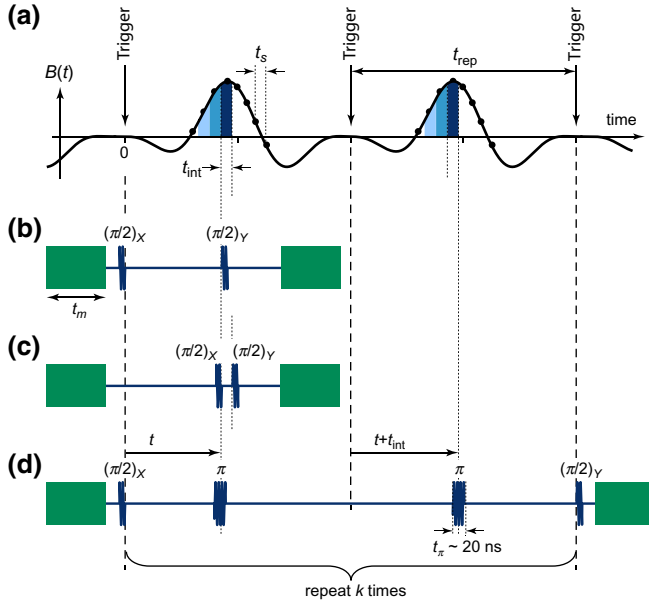 (a)
Trigger
Trigger
Trigger
B(t)
t_s
t_rep
time
0
t_int
(b)
(π/2)_X
(π/2)_Y
t_m
(c)
(π/2)_X
(π/2)_Y
t
t+t_int
(d)
(π/2)_X
π
π
(π/2)_Y
t_π ~ 20 ns
repeat k times